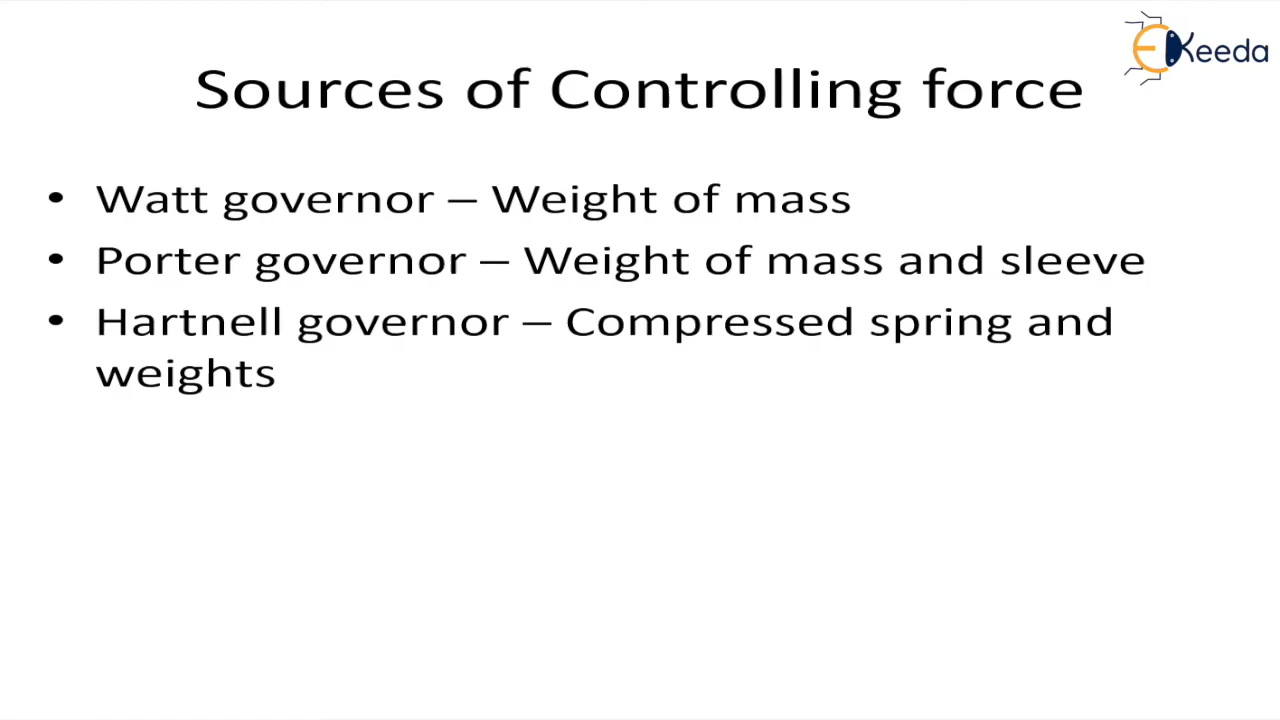 EKeeda
Sources of Controlling force
• Watt governor – Weight of mass
• Porter governor – Weight of mass and sleeve
• Hartnell governor – Compressed spring and
weights